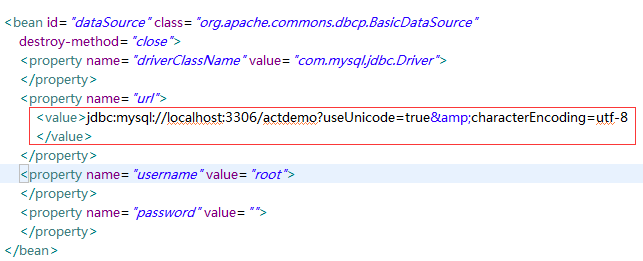 <bean id="dataSource" class="org.apache.commons.dbcp.BasicDataSource"
destroy-method="close">
<property name="driverClassName" value="com.mysql.jdbc.Driver">
</property>
<property name="url">
<value>jdbc:mysql://localhost:3306/actdemo?useUnicode=true&amp;characterEncoding=utf-8
</value>
</property>
<property name="username" value="root">
</property>
<property name="password" value="">
</property>
</bean>